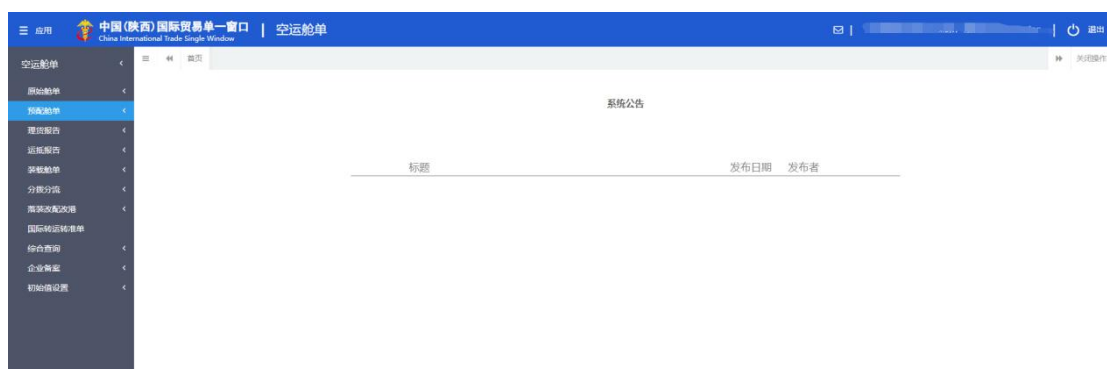 应用
中国(陕西)国际贸易单一窗口 | 空运舱单
China International Trade Single Window
退出
空运舱单
首页
关闭操作
原始舱单
预配舱单
理货报告
运抵报告
装载舱单
分拨分流
落装改配改港
国际转运转准单
综合查询
企业备案
初始值设置
系统公告
标题 发布日期 发布者